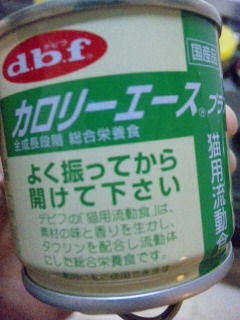 d.b.f
デビフ
国産品
カロリーエース® プラ
全成長段階 総合栄養食
猫用流動食
よく振ってから
開けて下さい
デビフの「猫用流動食」は、
素材の味と香りを生かし、
タウリンを配合し流動体
にした総合栄養食です。